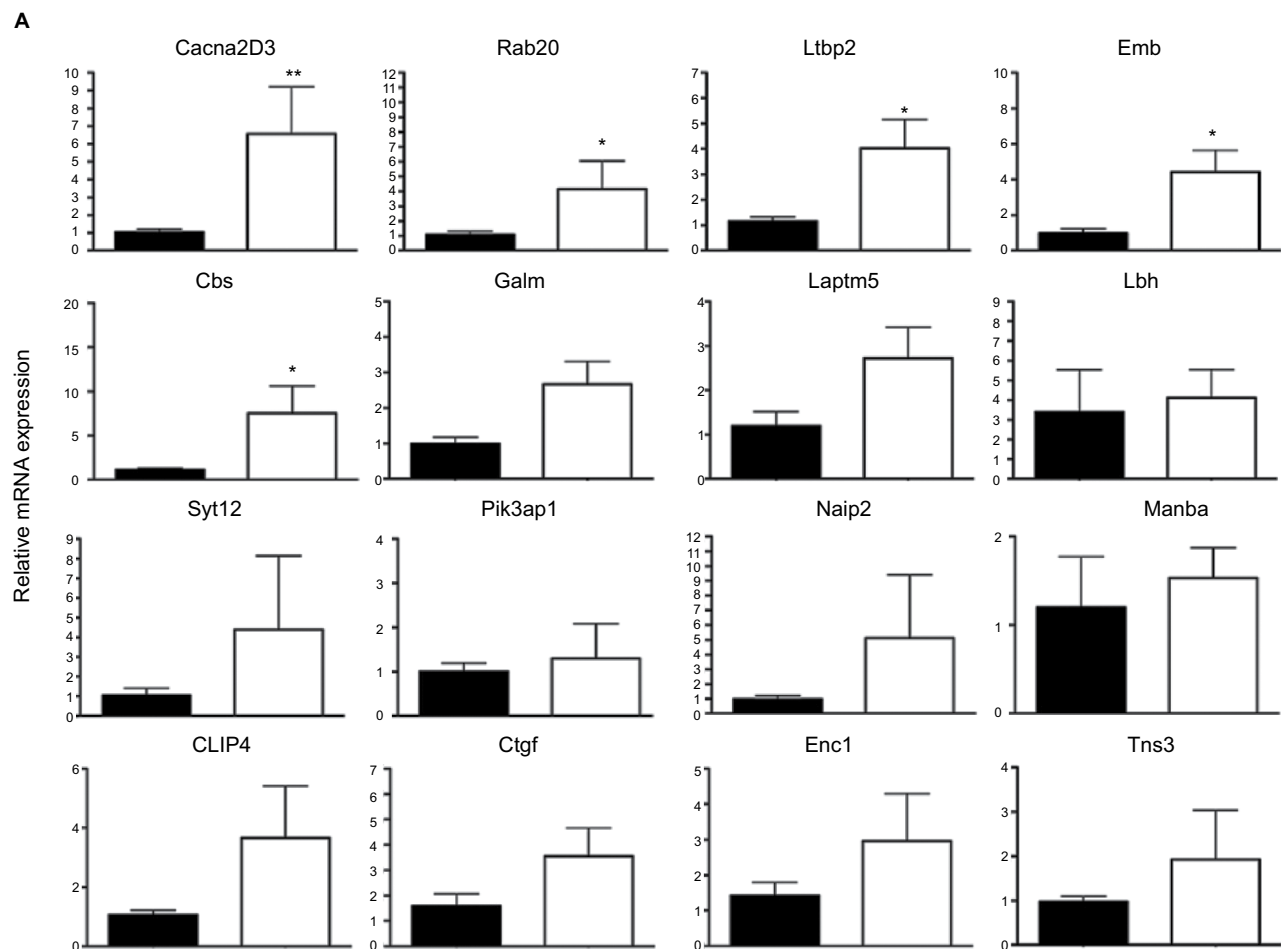 A
Cacna2D3 Rab20 Ltbp2 Emb
10 9 8 7 6 5 4 3 2 1 0
**
12 11 10 9 8 7 6 5 4 3 2 1 0
*
7 6 5 4 3 2 1 0
*
10 8 6 4 2 0
*
Relative mRNA expression
Cbs Galm Laptm5 Lbh
20 15 10 5 0
*
5 4 3 2 1 0
4 3 2 1 0
9 8 7 6 5 4 3 2 1 0
Syt12 Pik3ap1 Naip2 Manba
9 8 7 6 5 4 3 2 1 0
4 3 2 1 0
12 11 10 9 8 7 6 5 4 3 2 1 0
2 1 0
CLIP4 Ctgf Enc1 Tns3
6 4 2 0
7 6 5 4 3 2 1 0
5 4 3 2 1 0
4 3 2 1 0